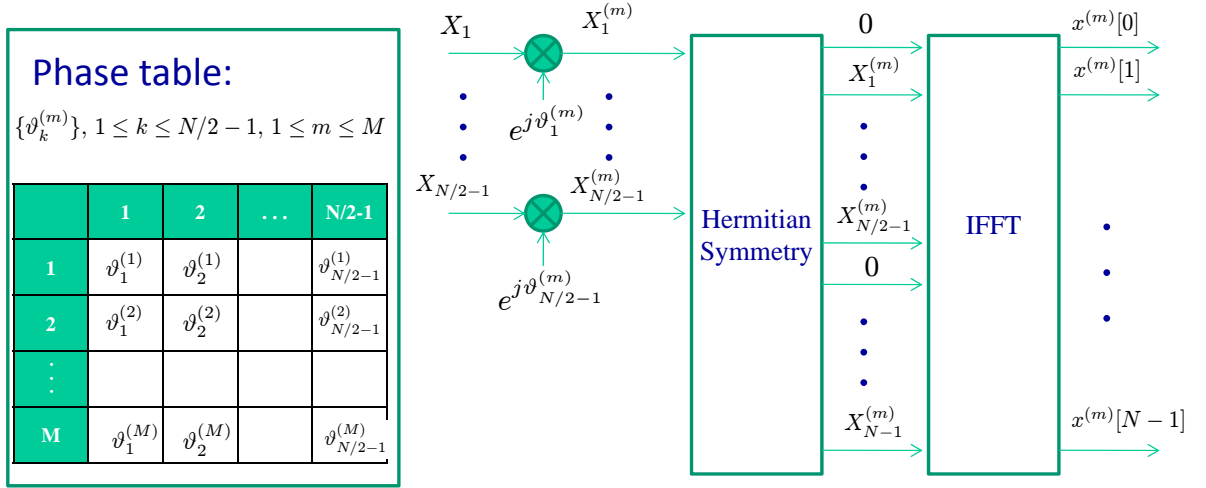 Phase table:
{ϑ_k^{(m)}}, 1 ≤ k ≤ N/2 − 1, 1 ≤ m ≤ M
1 2 ... N/2-1
1 ϑ_1^{(1)} ϑ_2^{(1)} ϑ_{N/2−1}^{(1)}
2 ϑ_1^{(2)} ϑ_2^{(2)} ϑ_{N/2−1}^{(2)}
⋮
M ϑ_1^{(M)} ϑ_2^{(M)} ϑ_{N/2−1}^{(M)}
X_1
X_1^{(m)}
e^{jϑ_1^{(m)}}
X_{N/2−1}
X_{N/2−1}^{(m)}
e^{jϑ_{N/2−1}^{(m)}}
Hermitian
Symmetry
0
X_1^{(m)}
X_{N/2−1}^{(m)}
0
X_{N−1}^{(m)}
IFFT
x^{(m)}[0]
x^{(m)}[1]
x^{(m)}[N − 1]